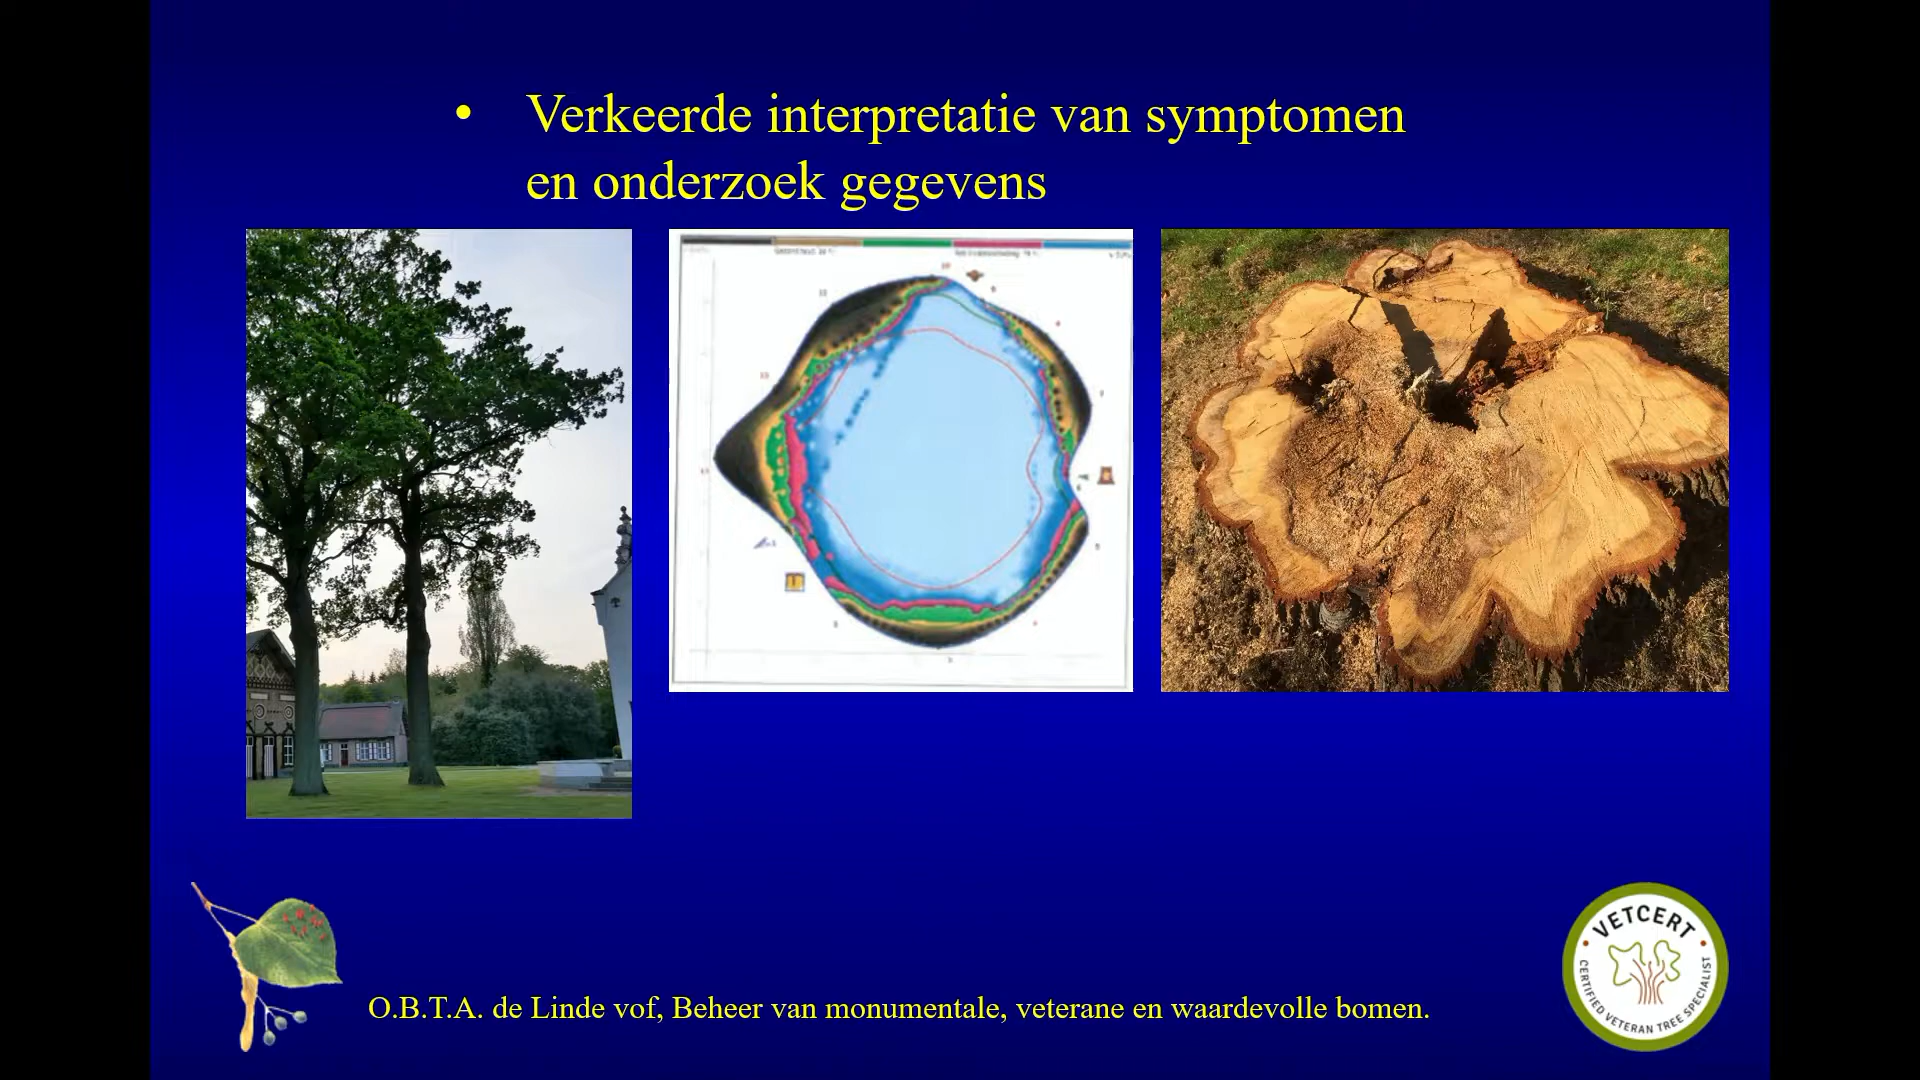 • Verkeerde interpretatie van symptomen
en onderzoek gegevens
O.B.T.A. de Linde vof, Beheer van monumentale, veterane en waardevolle bomen.
VETCERT
CERTIFIED VETERAN TREE SPECIALIST